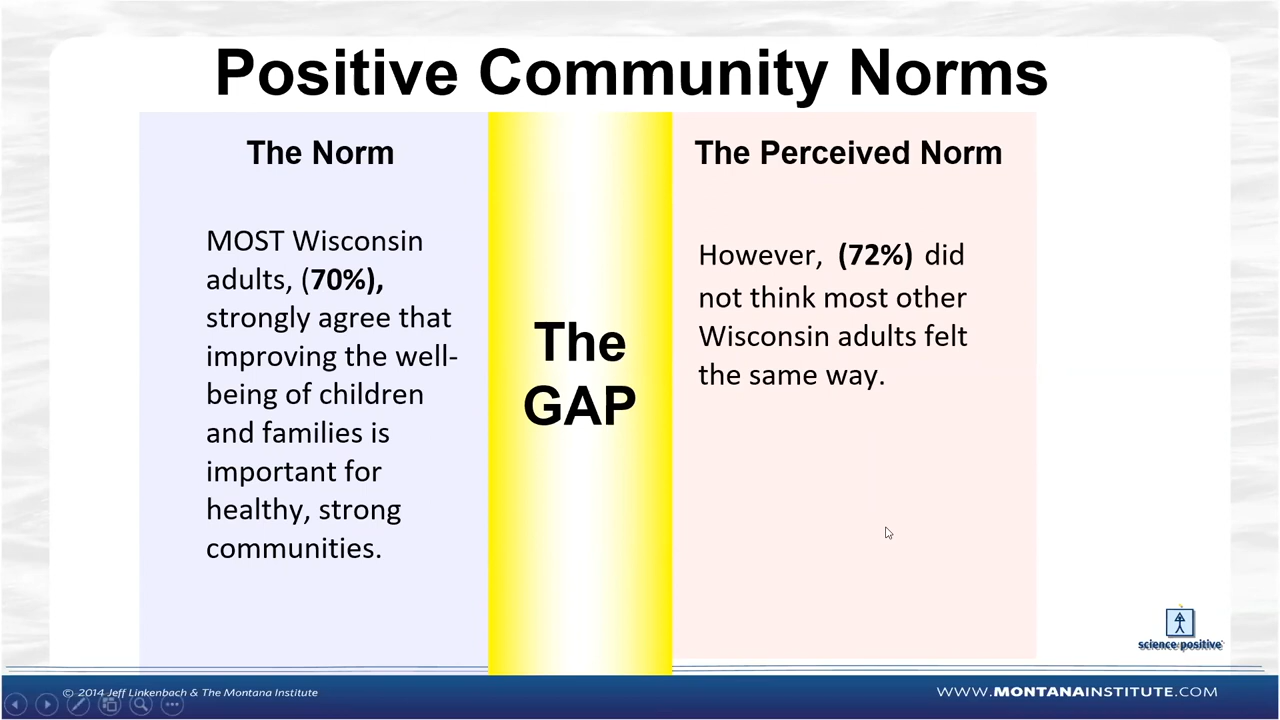 Positive Community Norms
The Norm
MOST Wisconsin
adults, (70%),
strongly agree that
improving the well-
being of children
and families is
important for
healthy, strong
communities.
The
GAP
The Perceived Norm
However, (72%) did
not think most other
Wisconsin adults felt
the same way.
science positive
© 2014 Jeff Linkenbach & The Montana Institute
WWW.MONTANAINSTITUTE.COM